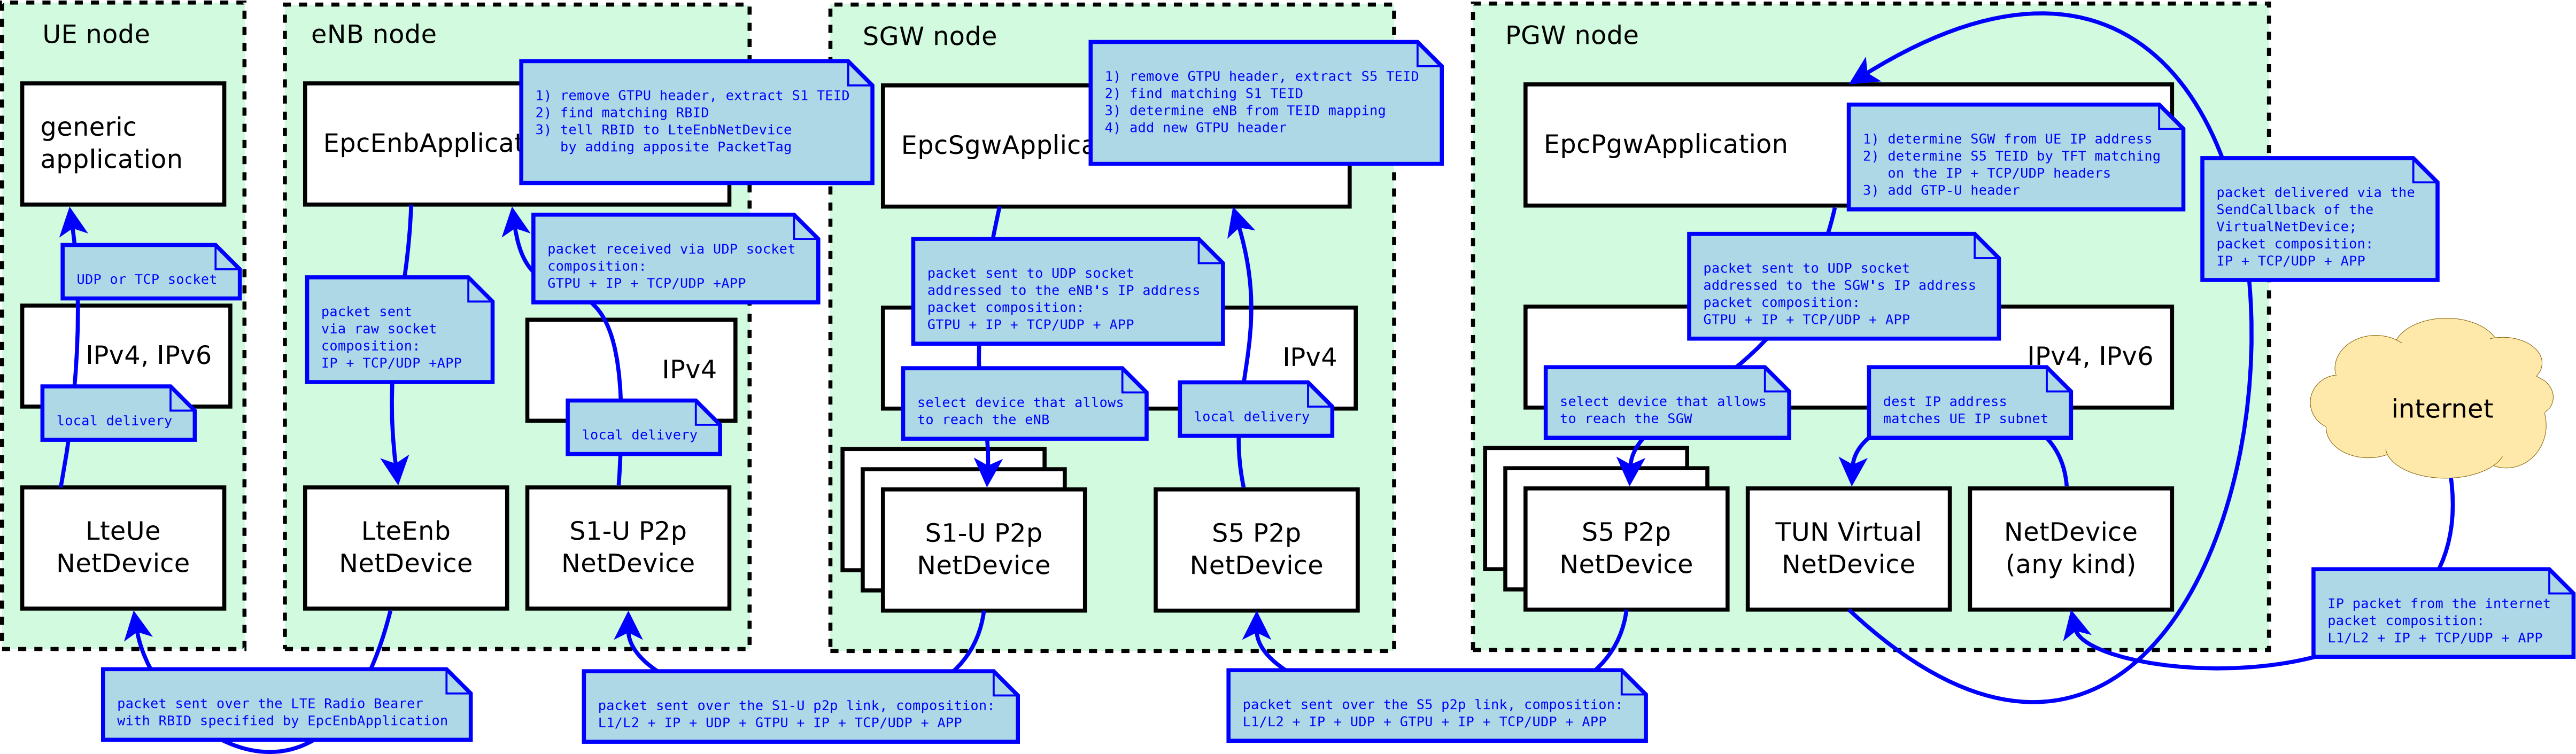 UE node
generic
application
UDP or TCP socket
IPv4, IPv6
local delivery
LteUe
NetDevice
packet sent over the LTE Radio Bearer
with RBID specified by EpcEnbApplication
eNB node
EpcEnbApplicat
1) remove GTPU header, extract S1 TEID
2) find matching RBID
3) tell RBID to LteEnbNetDevice
by adding apposite PacketTag
packet received via UDP socket
composition:
GTPU + IP + TCP/UDP +APP
packet sent
via raw socket
composition:
IP + TCP/UDP +APP
IPv4
local delivery
LteEnb
NetDevice
S1-U P2p
NetDevice
packet sent over the S1-U p2p link, composition:
L1/L2 + IP + UDP + GTPU + IP + TCP/UDP + APP
SGW node
EpcSgwApplica
1) remove GTPU header, extract S5 TEID
2) find matching S1 TEID
3) determine eNB from TEID mapping
4) add new GTPU header
packet sent to UDP socket
addressed to the eNB's IP address
packet composition:
GTPU + IP + TCP/UDP + APP
IPv4
select device that allows
to reach the eNB
local delivery
S1-U P2p
NetDevice
S5 P2p
NetDevice
packet sent over the S5 p2p link, composition:
L1/L2 + IP + UDP + GTPU + IP + TCP/UDP + APP
PGW node
EpcPgwApplication
1) determine SGW from UE IP address
2) determine S5 TEID by TFT matching
on the IP + TCP/UDP headers
3) add GTP-U header
packet delivered via the
SendCallback of the
VirtualNetDevice;
packet composition:
IP + TCP/UDP + APP
packet sent to UDP socket
addressed to the SGW's IP address
packet composition:
GTPU + IP + TCP/UDP + APP
IPv4, IPv6
select device that allows
to reach the SGW
dest IP address
matches UE IP subnet
S5 P2p
NetDevice
TUN Virtual
NetDevice
NetDevice
(any kind)
internet
IP packet from the internet
packet composition:
L1/L2 + IP + TCP/UDP + APP